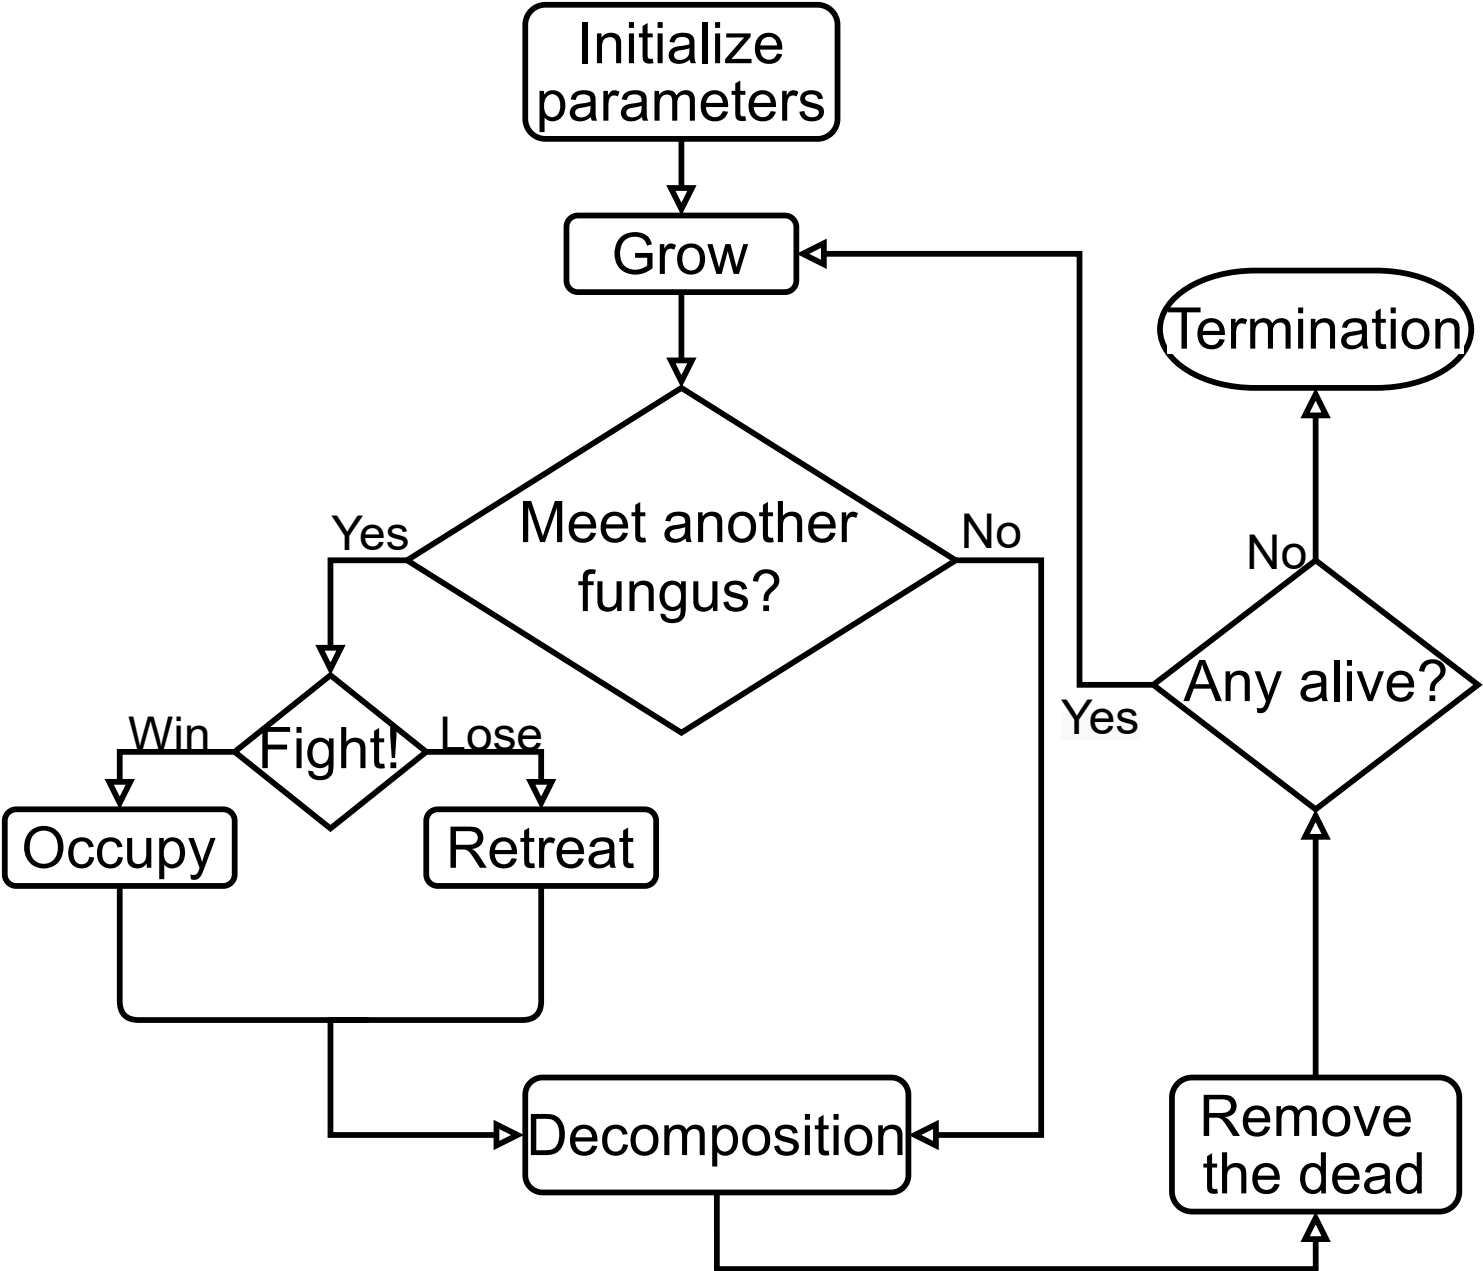 Initialize
parameters
Grow
Termination
Meet another
fungus?
Yes
No
No
Any alive?
Yes
Win
Fight!
Lose
Occupy
Retreat
Decomposition
Remove
the dead